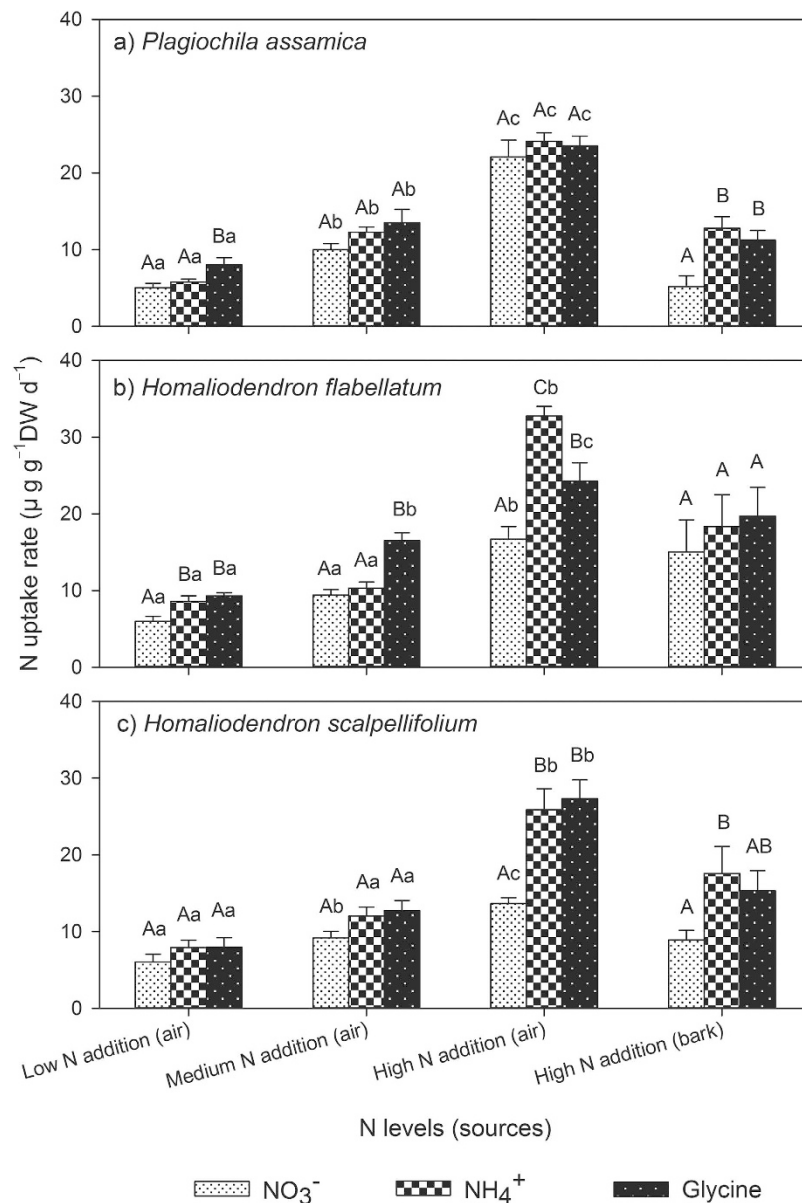 40
a) Plagiochila assamica
30
Ac Ac Ac
20
Ab Ab Ab
B B
10
Aa Aa Ba
A
0
N uptake rate (µ g g⁻¹DW d⁻¹)
40
b) Homaliodendron flabellatum
Cb
30
Bc
20
Bb
Ab
A A A
10
Aa Ba Ba
Aa Aa
0
40
c) Homaliodendron scalpellifolium
30
Bb Bb
20
Ac
B AB
10
Aa Aa Aa
Ab Aa Aa
A
0
Low N addition (air)
Medium N addition (air)
High N addition (air)
High N addition (bark)
N levels (sources)
NO₃⁻ NH₄⁺ Glycine